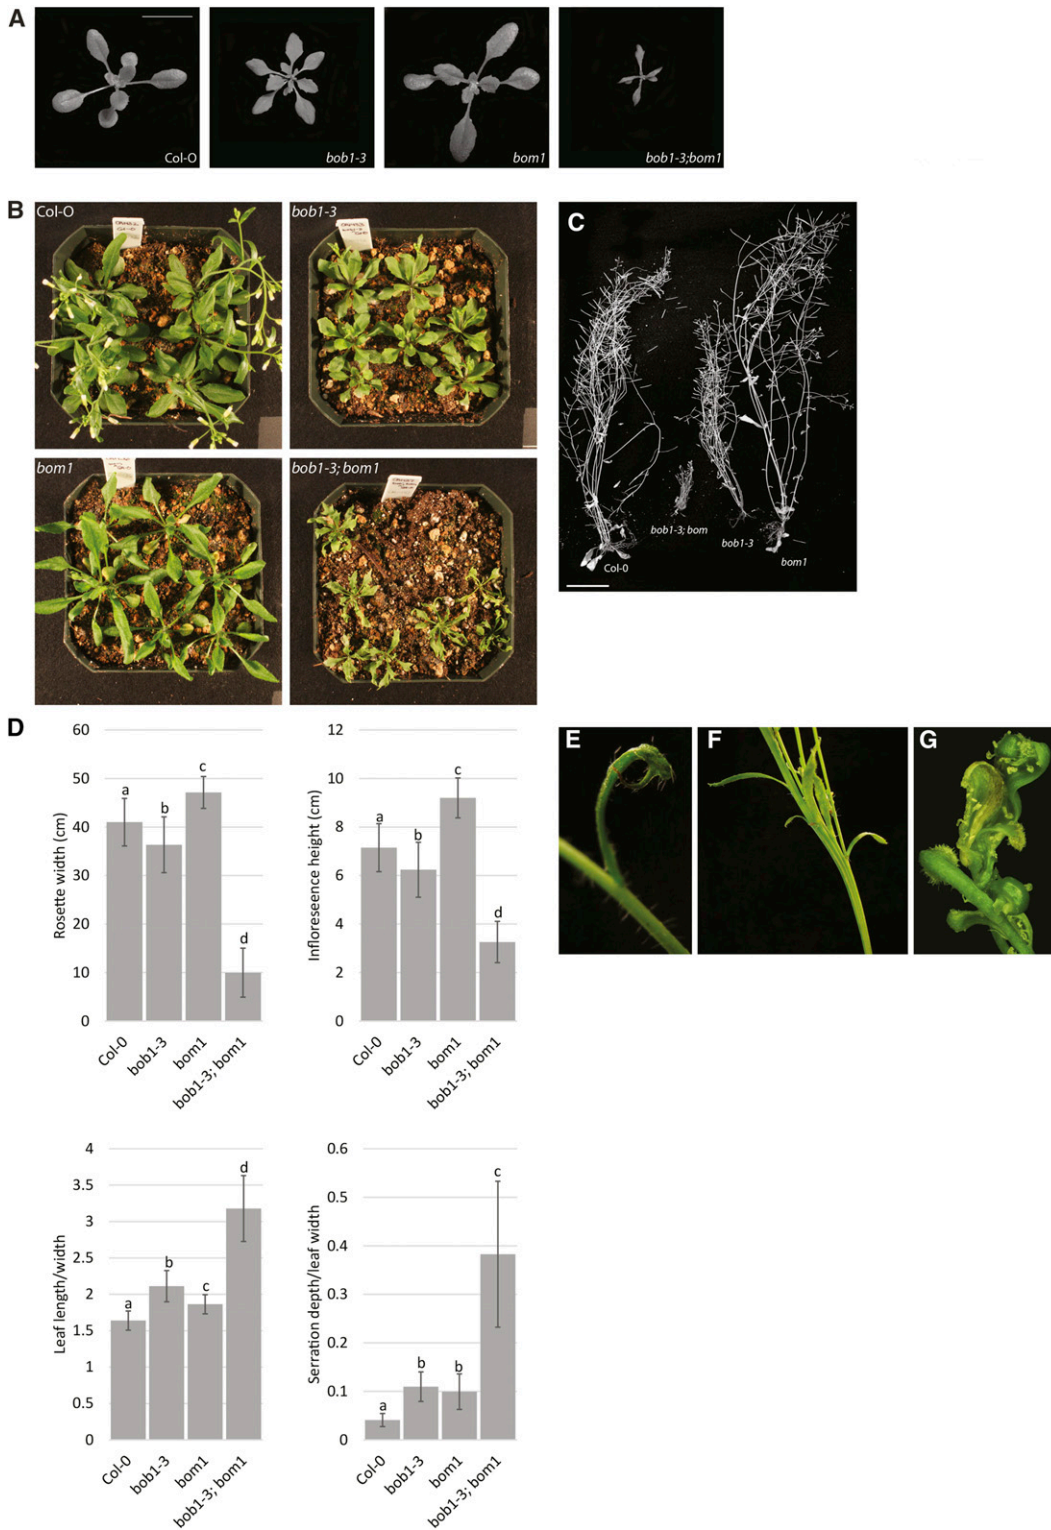 A
Col-O
bob1-3
bom1
bob1-3;bom1
B
Col-O
bob1-3
bom1
bob1-3; bom1
C
Col-0
bob1-3; bom
bob1-3
bom1
D
Rosette width (cm)
60
50
40
30
20
10
0
a
b
c
d
Col-0
bob1-3
bom1
bob1-3; bom1
Infloreseence height (cm)
12
10
8
6
4
2
0
a
b
c
d
Col-0
bob1-3
bom1
bob1-3; bom1
E
F
G
Leaf length/width
4
3.5
3
2.5
2
1.5
1
0.5
0
a
b
c
d
Col-0
bob1-3
bom1
bob1-3; bom1
Serration depth/leaf width
0.6
0.5
0.4
0.3
0.2
0.1
0
a
b
b
c
Col-0
bob1-3
bom1
bob1-3; bom1